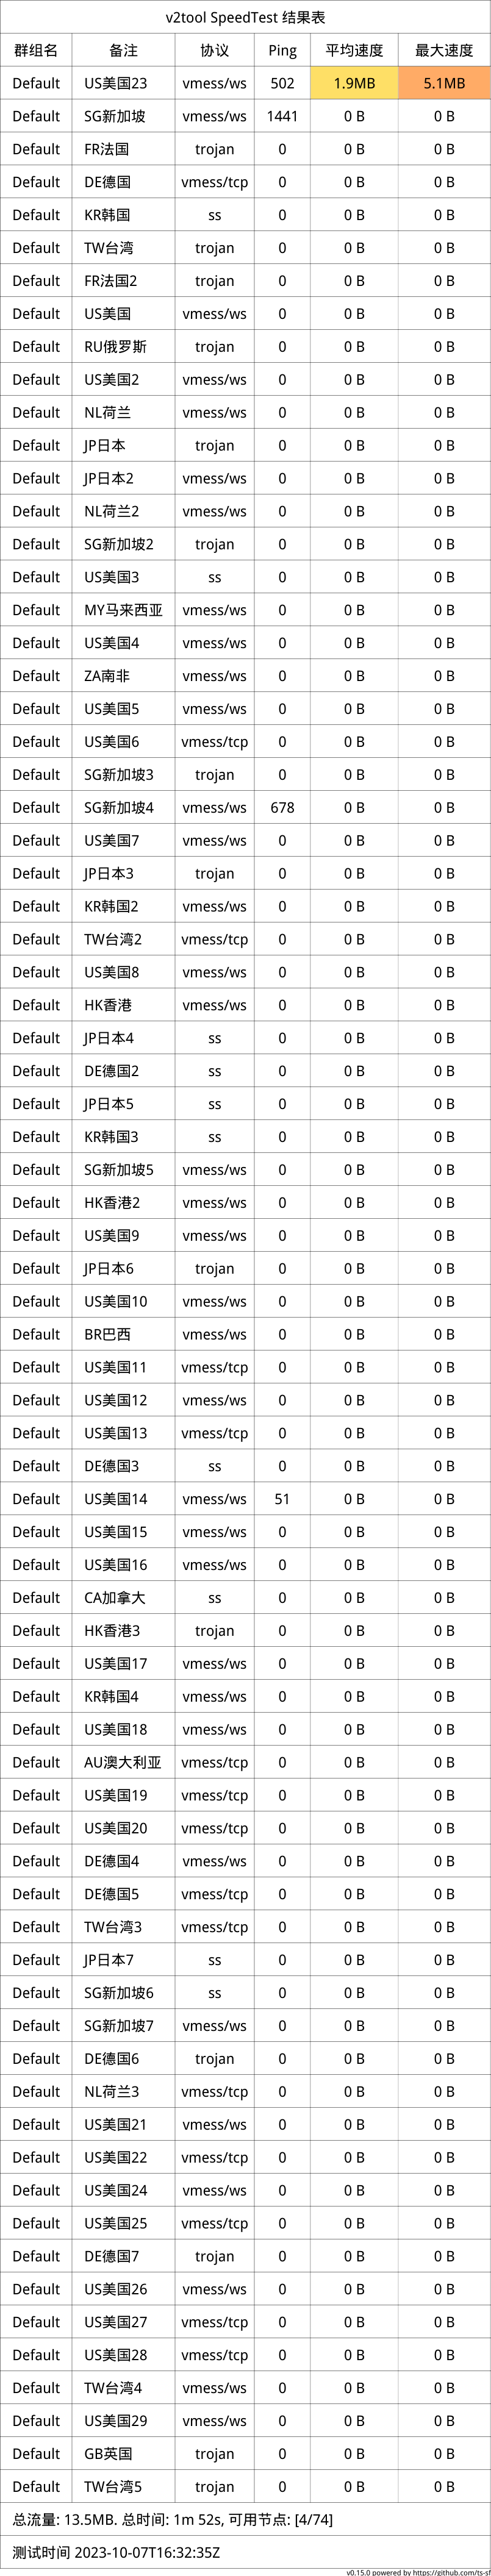 v2tool SpeedTest 结果表
群组名 备注 协议 Ping 平均速度 最大速度
Default US美国23 vmess/ws 502 1.9MB 5.1MB
Default SG新加坡 vmess/ws 1441 0 B 0 B
Default FR法国 trojan 0 0 B 0 B
Default DE德国 vmess/tcp 0 0 B 0 B
Default KR韩国 ss 0 0 B 0 B
Default TW台湾 trojan 0 0 B 0 B
Default FR法国2 trojan 0 0 B 0 B
Default US美国 vmess/ws 0 0 B 0 B
Default RU俄罗斯 trojan 0 0 B 0 B
Default US美国2 vmess/ws 0 0 B 0 B
Default NL荷兰 vmess/ws 0 0 B 0 B
Default JP日本 trojan 0 0 B 0 B
Default JP日本2 vmess/ws 0 0 B 0 B
Default NL荷兰2 vmess/ws 0 0 B 0 B
Default SG新加坡2 trojan 0 0 B 0 B
Default US美国3 ss 0 0 B 0 B
Default MY马来西亚 vmess/ws 0 0 B 0 B
Default US美国4 vmess/ws 0 0 B 0 B
Default ZA南非 vmess/ws 0 0 B 0 B
Default US美国5 vmess/ws 0 0 B 0 B
Default US美国6 vmess/tcp 0 0 B 0 B
Default SG新加坡3 trojan 0 0 B 0 B
Default SG新加坡4 vmess/ws 678 0 B 0 B
Default US美国7 vmess/ws 0 0 B 0 B
Default JP日本3 trojan 0 0 B 0 B
Default KR韩国2 vmess/ws 0 0 B 0 B
Default TW台湾2 vmess/tcp 0 0 B 0 B
Default US美国8 vmess/ws 0 0 B 0 B
Default HK香港 vmess/ws 0 0 B 0 B
Default JP日本4 ss 0 0 B 0 B
Default DE德国2 ss 0 0 B 0 B
Default JP日本5 ss 0 0 B 0 B
Default KR韩国3 ss 0 0 B 0 B
Default SG新加坡5 vmess/ws 0 0 B 0 B
Default HK香港2 vmess/ws 0 0 B 0 B
Default US美国9 vmess/ws 0 0 B 0 B
Default JP日本6 trojan 0 0 B 0 B
Default US美国10 vmess/ws 0 0 B 0 B
Default BR巴西 vmess/ws 0 0 B 0 B
Default US美国11 vmess/tcp 0 0 B 0 B
Default US美国12 vmess/ws 0 0 B 0 B
Default US美国13 vmess/tcp 0 0 B 0 B
Default DE德国3 ss 0 0 B 0 B
Default US美国14 vmess/ws 51 0 B 0 B
Default US美国15 vmess/ws 0 0 B 0 B
Default US美国16 vmess/ws 0 0 B 0 B
Default CA加拿大 ss 0 0 B 0 B
Default HK香港3 trojan 0 0 B 0 B
Default US美国17 vmess/ws 0 0 B 0 B
Default KR韩国4 vmess/ws 0 0 B 0 B
Default US美国18 vmess/ws 0 0 B 0 B
Default AU澳大利亚 vmess/tcp 0 0 B 0 B
Default US美国19 vmess/tcp 0 0 B 0 B
Default US美国20 vmess/tcp 0 0 B 0 B
Default DE德国4 vmess/ws 0 0 B 0 B
Default DE德国5 vmess/tcp 0 0 B 0 B
Default TW台湾3 vmess/tcp 0 0 B 0 B
Default JP日本7 ss 0 0 B 0 B
Default SG新加坡6 ss 0 0 B 0 B
Default SG新加坡7 vmess/ws 0 0 B 0 B
Default DE德国6 trojan 0 0 B 0 B
Default NL荷兰3 vmess/tcp 0 0 B 0 B
Default US美国21 vmess/ws 0 0 B 0 B
Default US美国22 vmess/tcp 0 0 B 0 B
Default US美国24 vmess/ws 0 0 B 0 B
Default US美国25 vmess/tcp 0 0 B 0 B
Default DE德国7 trojan 0 0 B 0 B
Default US美国26 vmess/ws 0 0 B 0 B
Default US美国27 vmess/tcp 0 0 B 0 B
Default US美国28 vmess/tcp 0 0 B 0 B
Default TW台湾4 vmess/ws 0 0 B 0 B
Default US美国29 vmess/ws 0 0 B 0 B
Default GB英国 trojan 0 0 B 0 B
Default TW台湾5 trojan 0 0 B 0 B
总流量: 13.5MB. 总时间: 1m 52s, 可用节点: [4/74]
测试时间 2023-10-07T16:32:35Z
v0.15.0 powered by https://github.com/ts-sf